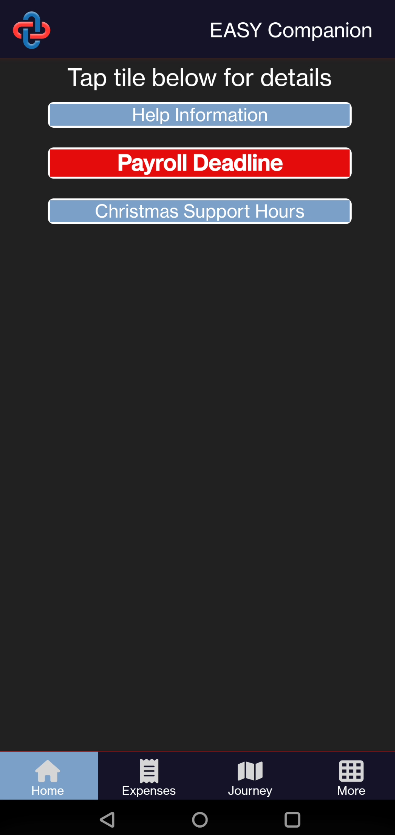 EASY Companion
Tap tile below for details
Help Information
Payroll Deadline
Christmas Support Hours
Home
Expenses
Journey
More